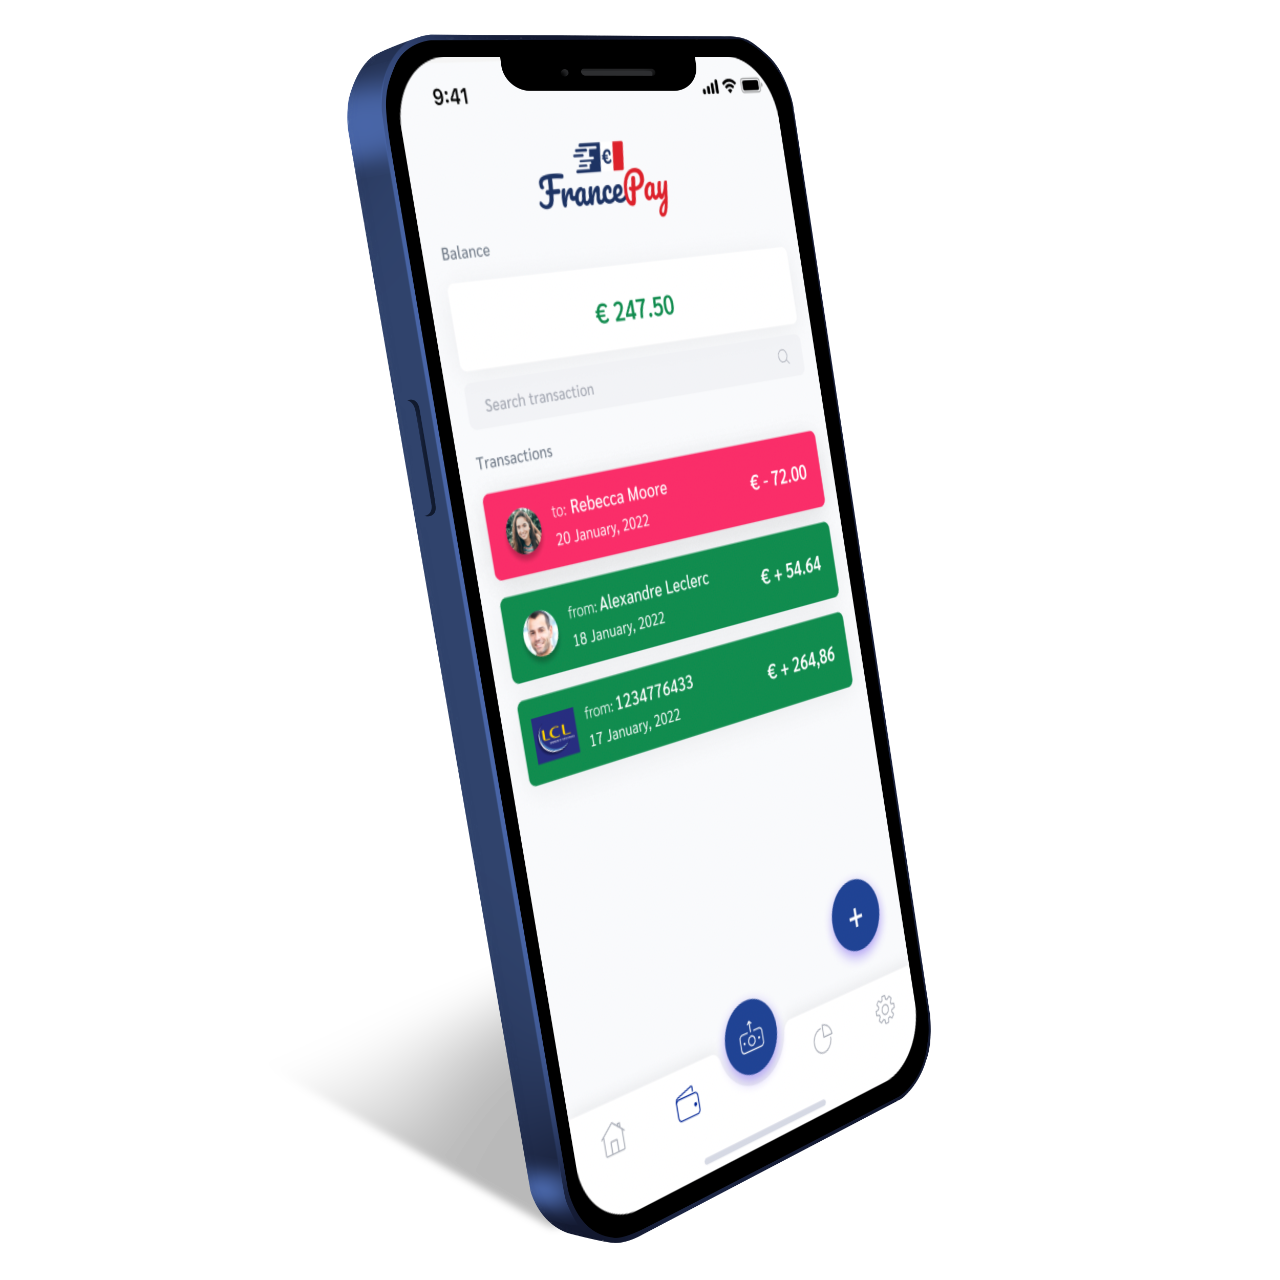 9:41
€
FrancePay
Balance
€ 247.50
Search transaction
Transactions
to: Rebecca Moore
€ - 72.00
20 January, 2022
from: Alexandre Leclerc
€ + 54.64
18 January, 2022
from: 1234776433
€ + 264,86
17 January, 2022
LCL
+